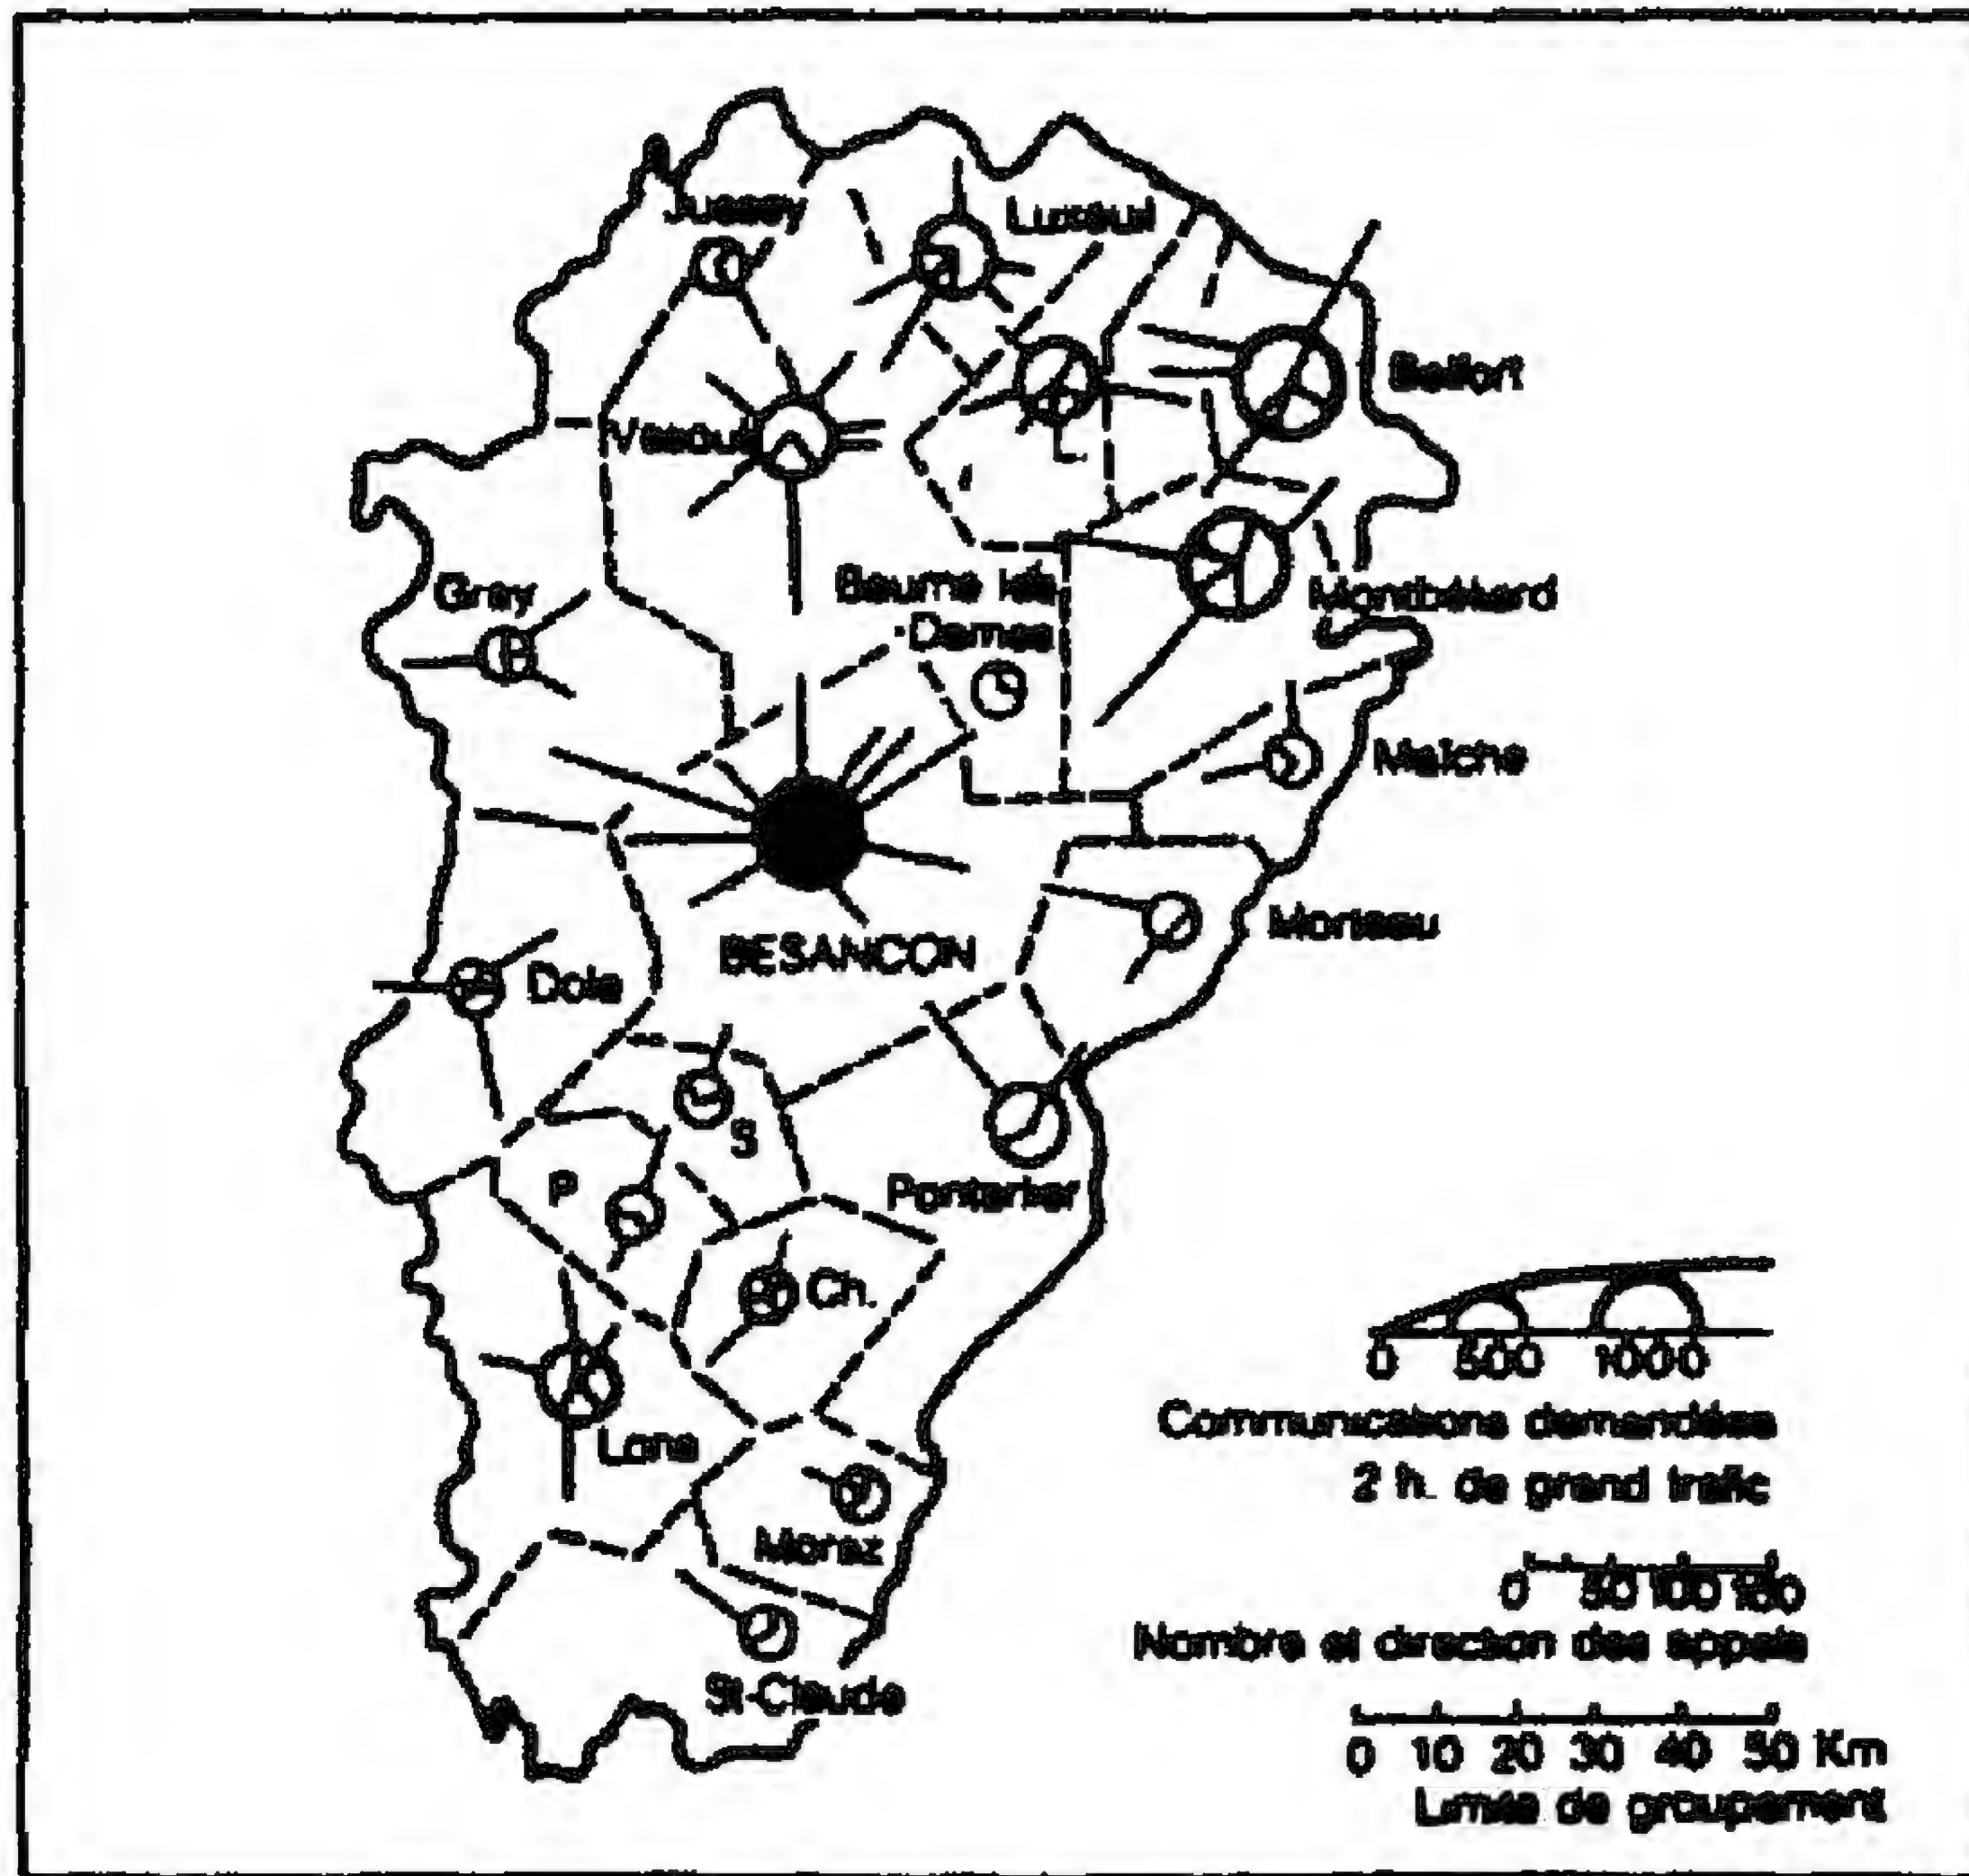 Jussey
Luxeuil
Belfort
Vesoul
L.
Gray
Baume les
-Dames
Montbéliard
Maîche
BESANCON
Morteau
Dole
S
P
Pontarlier
Ch.
Lons
Morez
St-Claude
0 500 1000
Communications demandées
2 h. de grand trafic
0 50 100 150
Nombre et direction des appels
0 10 20 30 40 50 Km
Limite de groupement